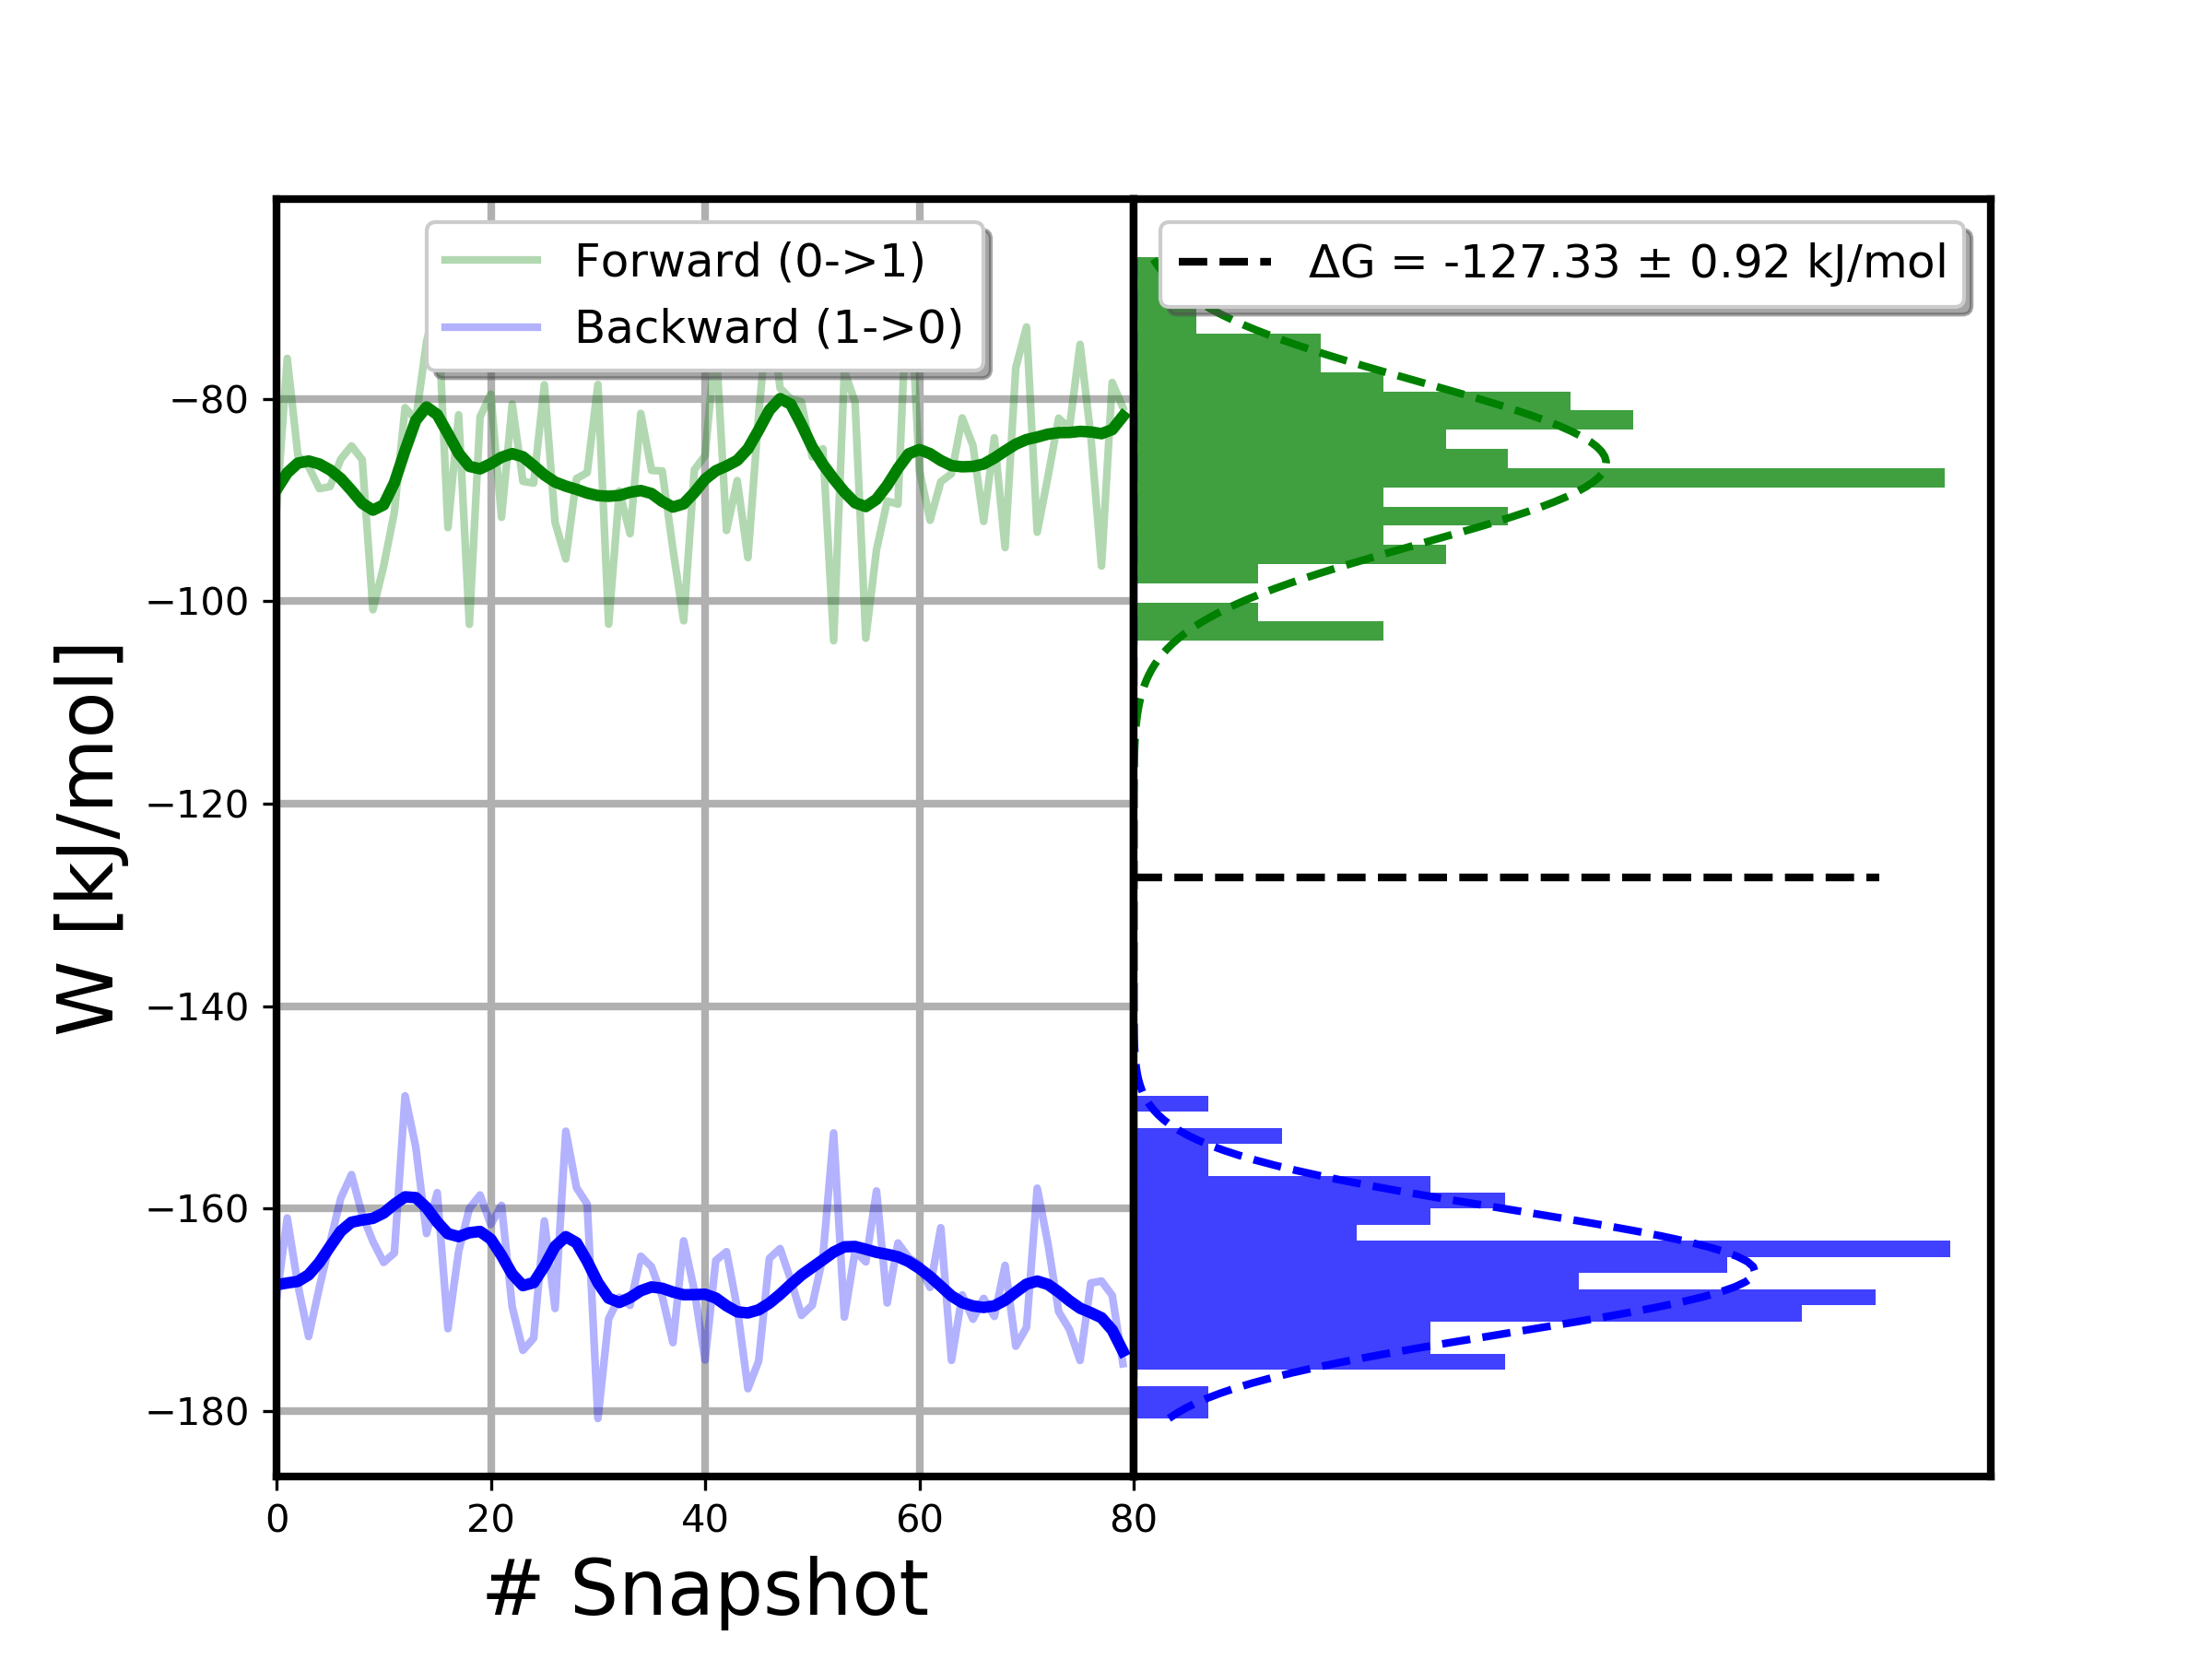 Forward (0->1)
Backward (1->0)
ΔG = -127.33 ± 0.92 kJ/mol
W [kJ/mol]
−80
−100
−120
−140
−160
−180
0 20 40 60 80
# Snapshot